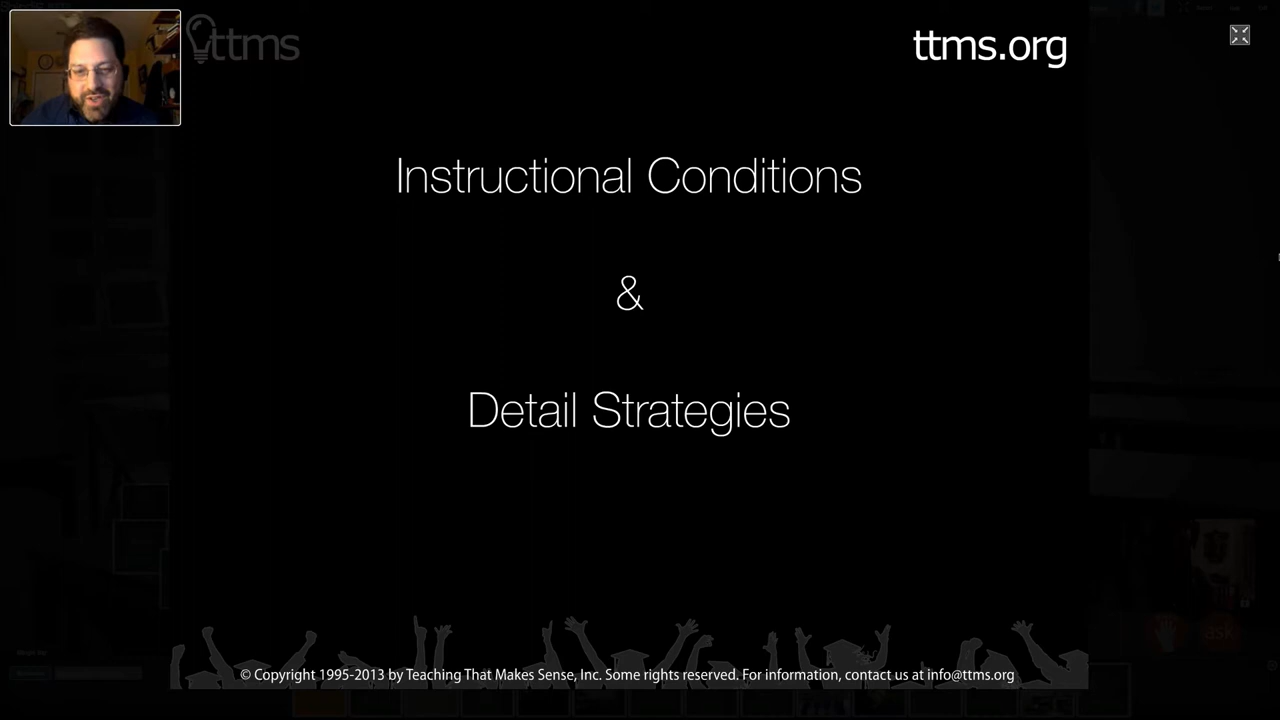 ttms
ttms.org
Instructional Conditions
&
Detail Strategies
© Copyright 1995-2013 by Teaching That Makes Sense, Inc. Some rights reserved. For information, contact us at info@ttms.org
ask